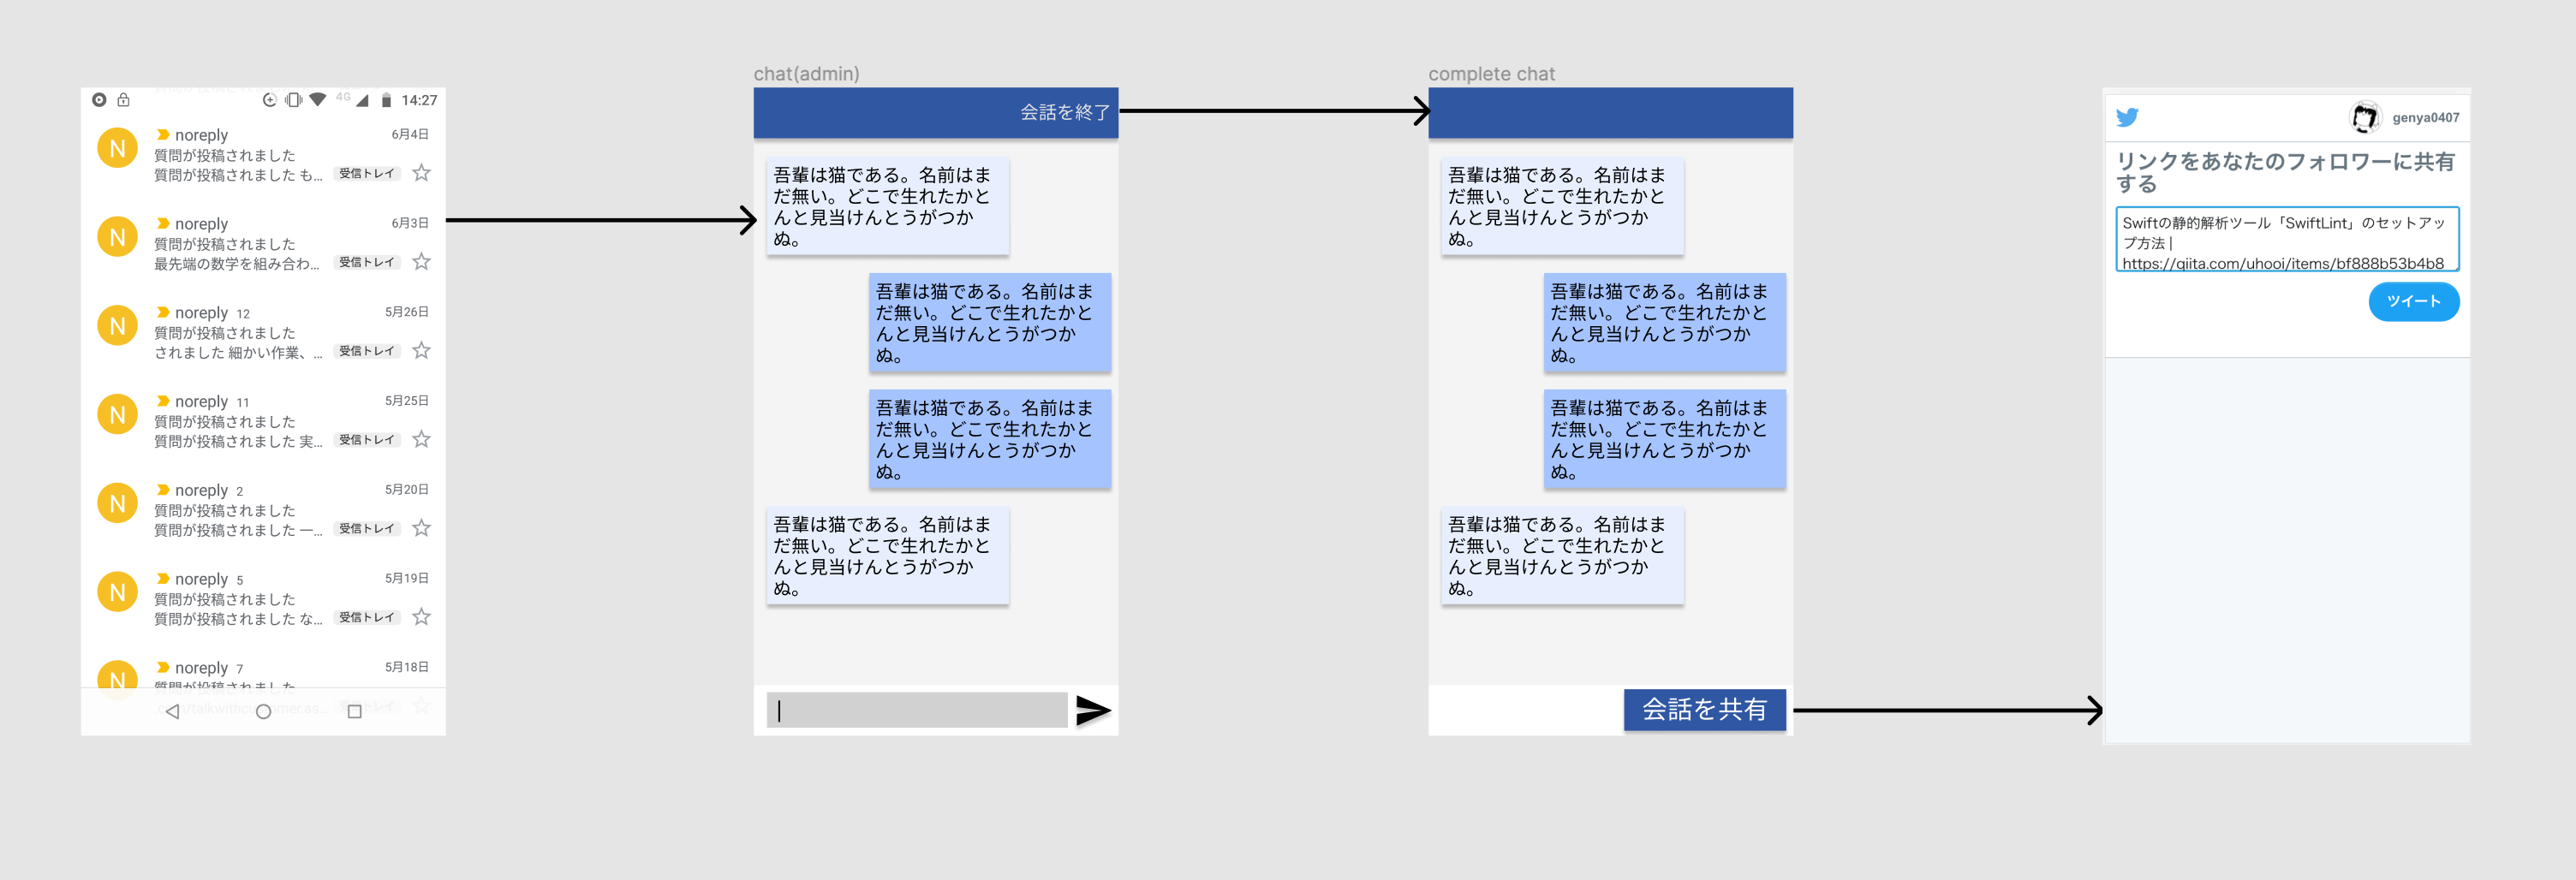 4G 14:27
noreply 6月4日
質問が投稿されました
質問が投稿されました も... 受信トレイ
noreply 6月3日
質問が投稿されました
最先端の数学を組み合わ... 受信トレイ
noreply 12 5月26日
質問が投稿されました
されました 細かい作業、... 受信トレイ
noreply 11 5月25日
質問が投稿されました
質問が投稿されました 実... 受信トレイ
noreply 2 5月20日
質問が投稿されました
質問が投稿されました 一... 受信トレイ
noreply 5 5月19日
質問が投稿されました
質問が投稿されました な... 受信トレイ
noreply 7 5月18日
質問が投稿されました
chat(admin)
会話を終了
吾輩は猫である。名前はま
だ無い。どこで生れたかと
んと見当けんとうがつか
ぬ。
吾輩は猫である。名前はま
だ無い。どこで生れたかと
んと見当けんとうがつか
ぬ。
吾輩は猫である。名前はま
だ無い。どこで生れたかと
んと見当けんとうがつか
ぬ。
吾輩は猫である。名前はま
だ無い。どこで生れたかと
んと見当けんとうがつか
ぬ。
complete chat
吾輩は猫である。名前はま
だ無い。どこで生れたかと
んと見当けんとうがつか
ぬ。
吾輩は猫である。名前はま
だ無い。どこで生れたかと
んと見当けんとうがつか
ぬ。
吾輩は猫である。名前はま
だ無い。どこで生れたかと
んと見当けんとうがつか
ぬ。
吾輩は猫である。名前はま
だ無い。どこで生れたかと
んと見当けんとうがつか
ぬ。
会話を共有
genya0407
リンクをあなたのフォロワーに共有
する
Swiftの静的解析ツール「SwiftLint」のセットアッ
プ方法 |
https://qiita.com/uhooi/items/bf888b53b4b8
ツイート